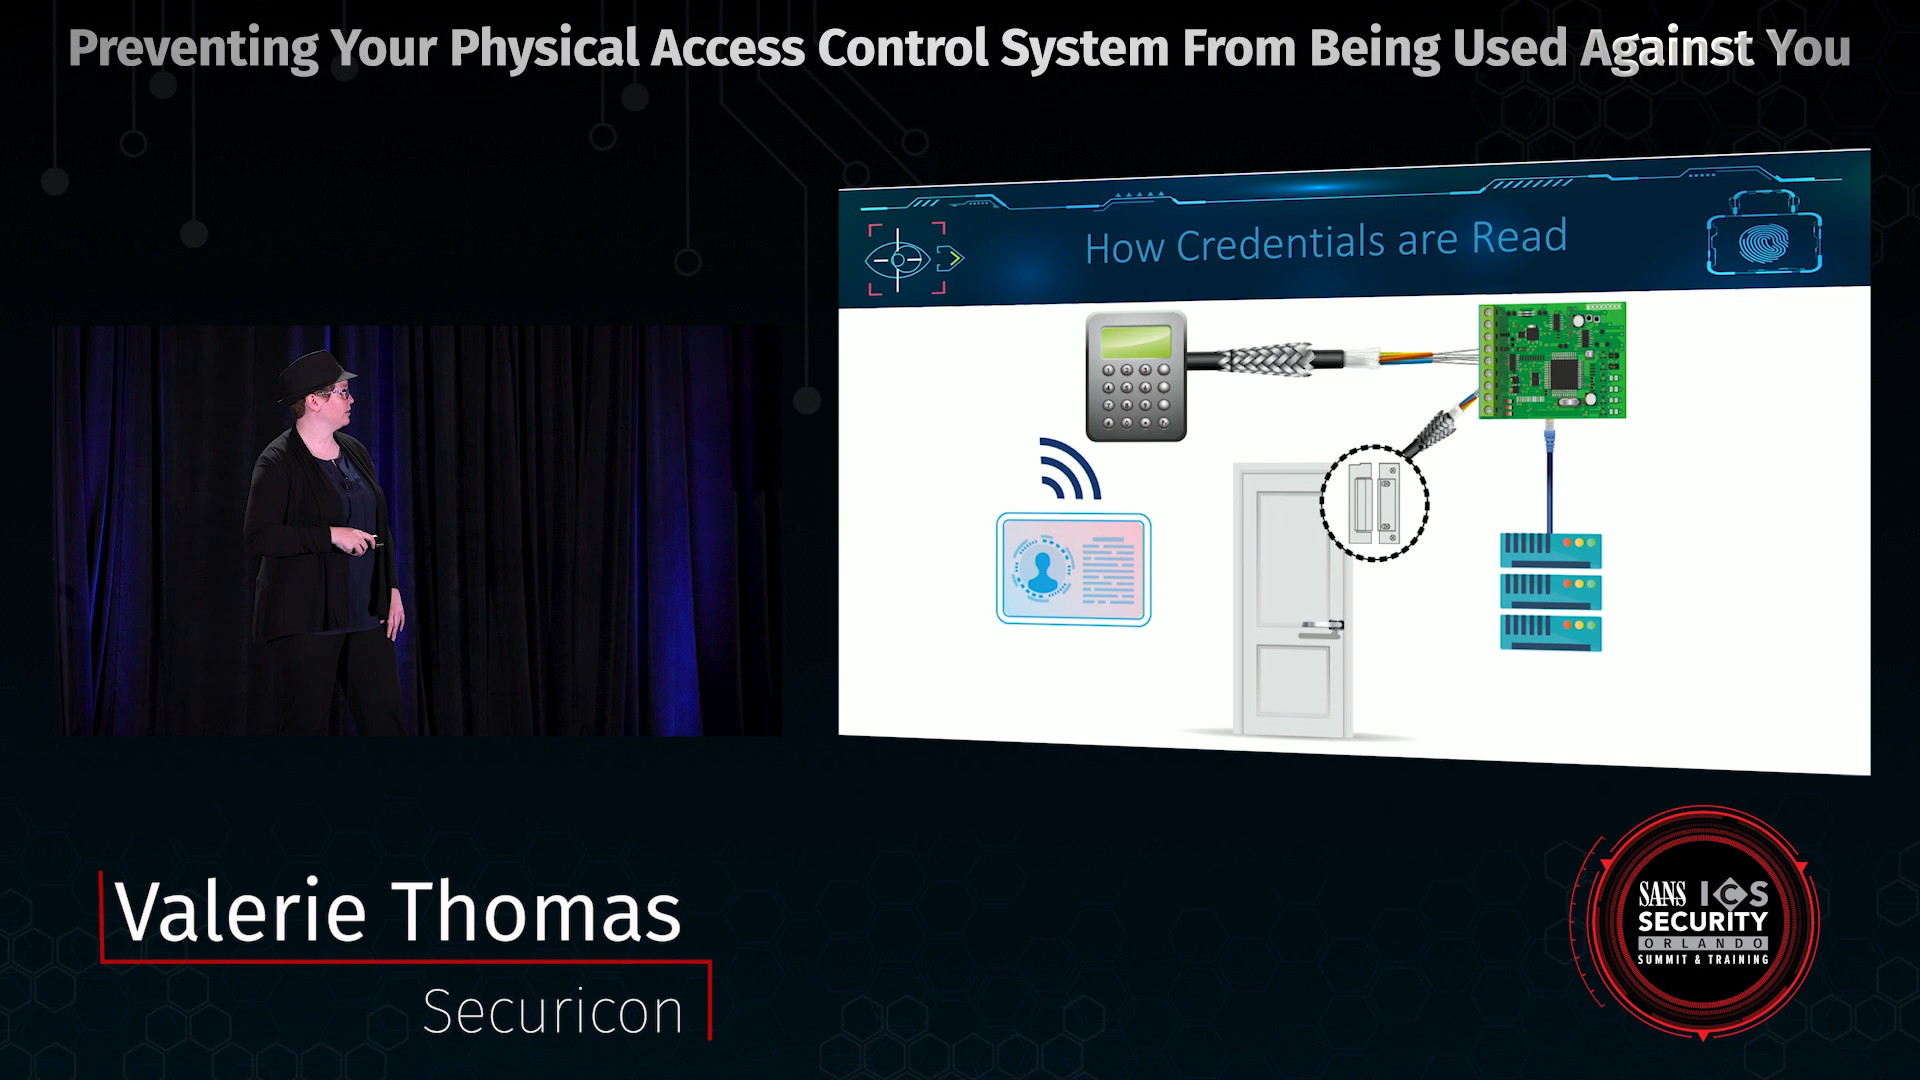 Preventing Your Physical Access Control System From Being Used Against You
How Credentials are Read
Valerie Thomas
Securicon
SANS ICS
SECURITY
ORLANDO
SUMMIT & TRAINING